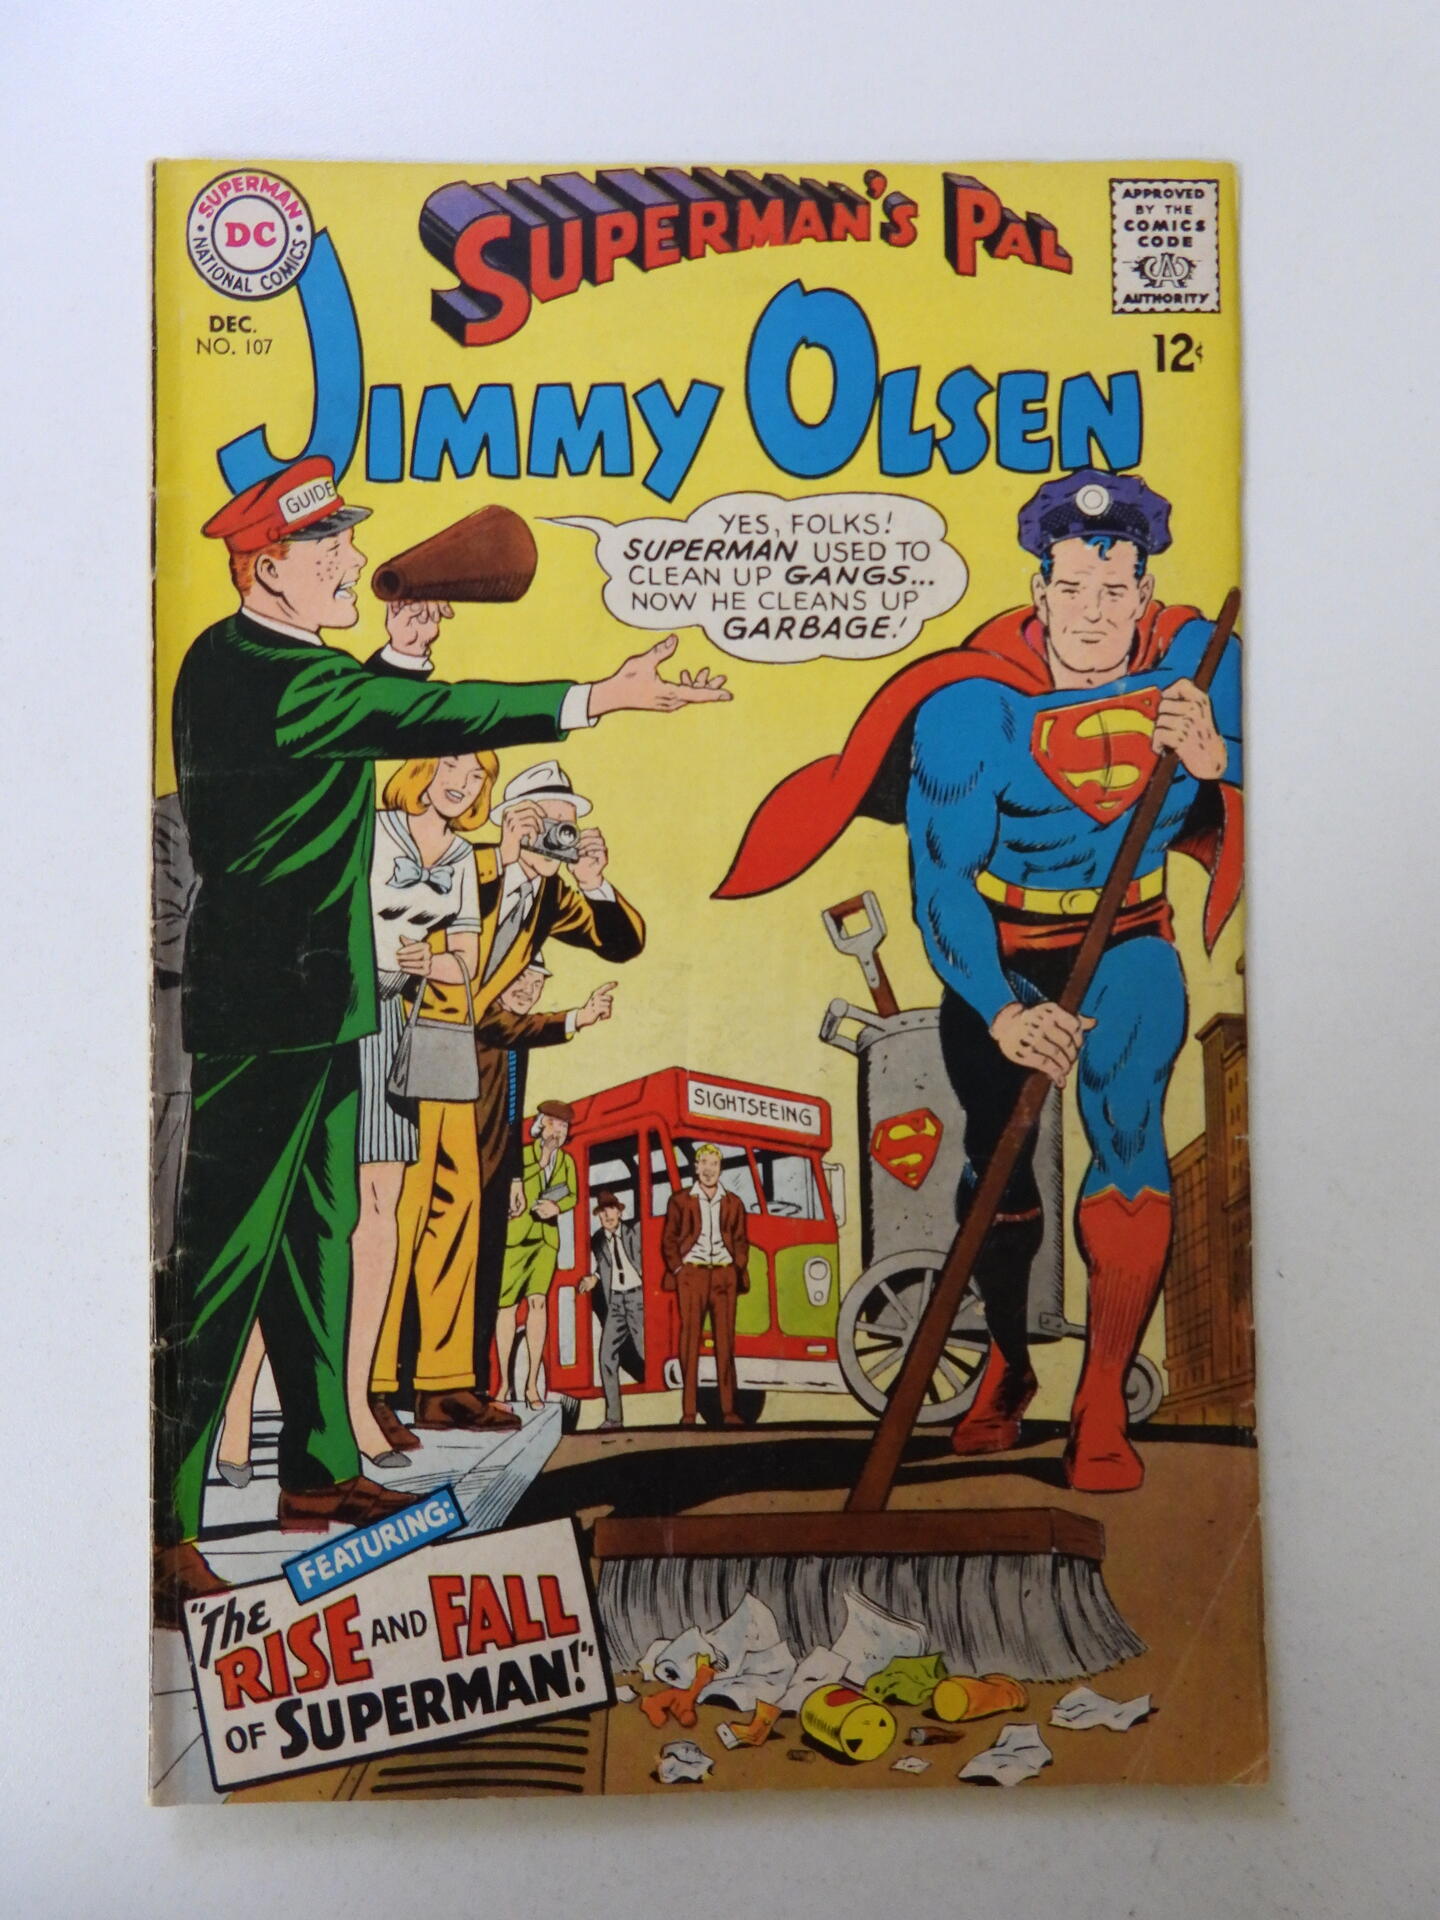 SUPERMAN
DC
NATIONAL COMICS
DEC.
NO. 107
SUPERMAN'S PAL
JIMMY OLSEN
APPROVED
BY THE
COMICS
CODE
CA
AUTHORITY
12¢
GUIDE
YES, FOLKS!
SUPERMAN USED TO
CLEAN UP GANGS...
NOW HE CLEANS UP
GARBAGE!
S
SIGHTSEEING
S
FEATURING:
"The
RISE AND FALL
OF SUPERMAN!"